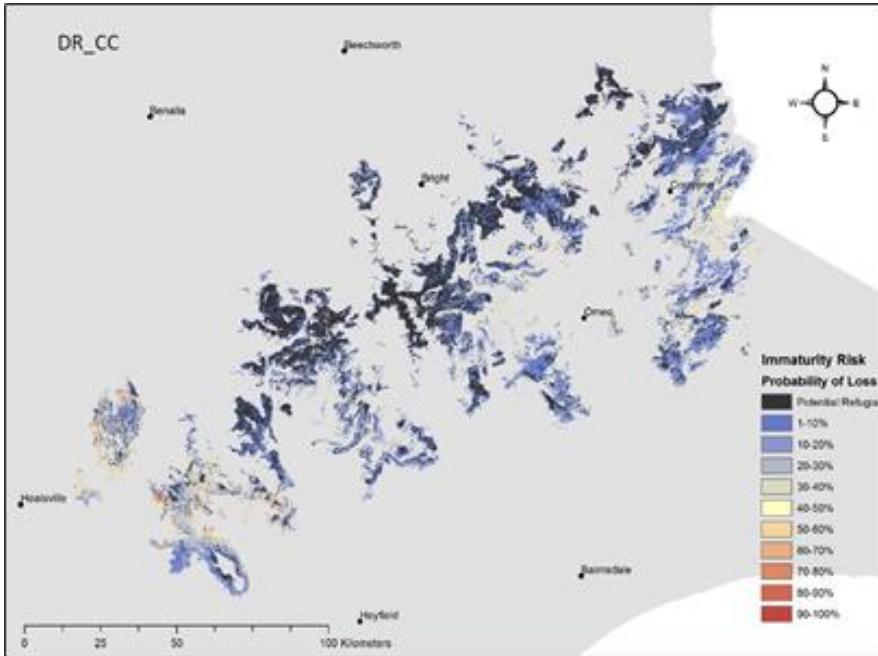 DR_CC
Beechworth
Benalla
N
W
E
S
Bright
Omeo
Immaturity Risk
Probability of Loss
Potential Refugia
1-10%
10-20%
20-30%
30-40%
40-50%
50-60%
60-70%
70-80%
80-90%
90-100%
Healsville
Bairnsdale
Heyfield
0 25 50 100 Kilometers